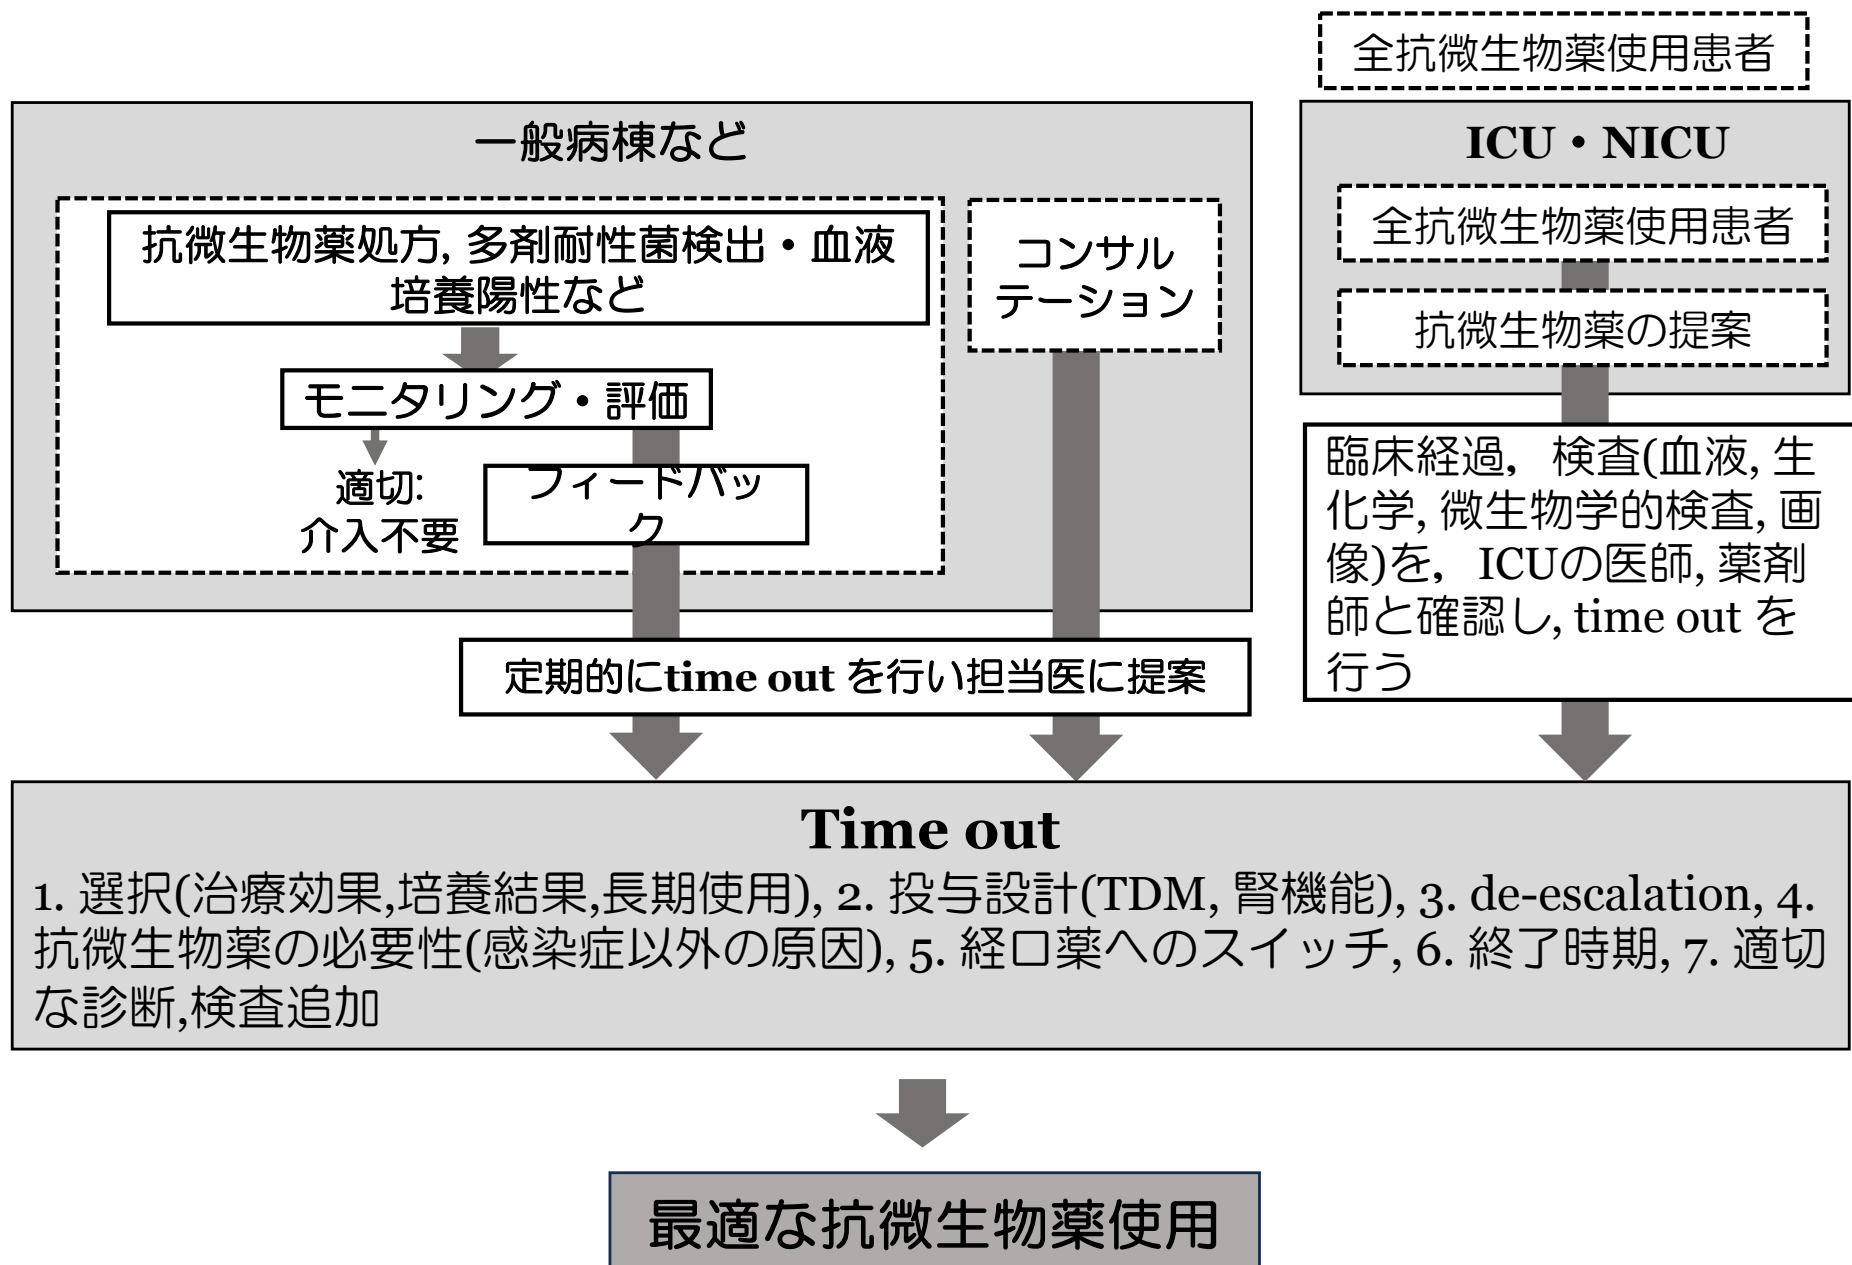 全抗微生物薬使用患者
一般病棟など
抗微生物薬処方, 多剤耐性菌検出・血液
培養陽性など
モニタリング・評価
適切:
介入不要
フィードバッ
ク
コンサル
テーション
定期的にtime out を行い担当医に提案
ICU・NICU
全抗微生物薬使用患者
抗微生物薬の提案
臨床経過， 検査(血液, 生
化学, 微生物学的検査, 画
像)を， ICUの医師, 薬剤
師と確認し, time out を
行う
Time out
1. 選択(治療効果,培養結果,長期使用), 2. 投与設計(TDM, 腎機能), 3. de-escalation, 4.
抗微生物薬の必要性(感染症以外の原因), 5. 経口薬へのスイッチ, 6. 終了時期, 7. 適切
な診断,検査追加
最適な抗微生物薬使用